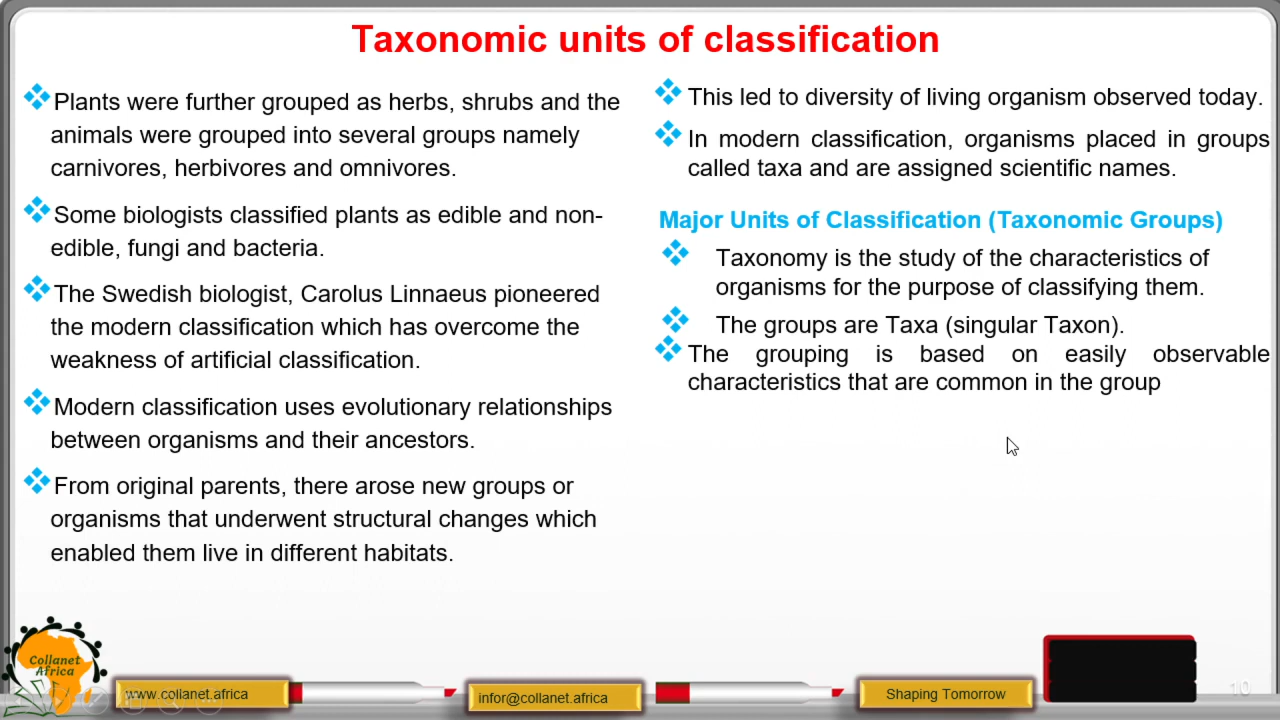 Taxonomic units of classification
Plants were further grouped as herbs, shrubs and the
animals were grouped into several groups namely
carnivores, herbivores and omnivores.
Some biologists classified plants as edible and non-
edible, fungi and bacteria.
The Swedish biologist, Carolus Linnaeus pioneered
the modern classification which has overcome the
weakness of artificial classification.
Modern classification uses evolutionary relationships
between organisms and their ancestors.
From original parents, there arose new groups or
organisms that underwent structural changes which
enabled them live in different habitats.
This led to diversity of living organism observed today.
In modern classification, organisms placed in groups
called taxa and are assigned scientific names.
Major Units of Classification (Taxonomic Groups)
Taxonomy is the study of the characteristics of
organisms for the purpose of classifying them.
The groups are Taxa (singular Taxon).
The grouping is based on easily observable
characteristics that are common in the group
Collanet
Africa
www.collanet.africa
infor@collanet.africa
Shaping Tomorrow
10